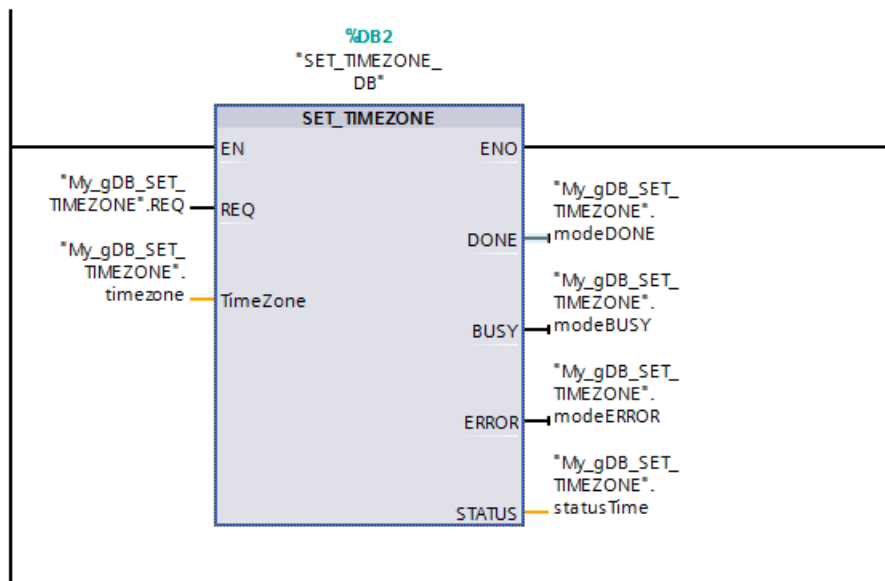 %DB2
"SET_TIMEZONE_
DB"
SET_TIMEZONE
EN
ENO
"My_gDB_SET_
TIMEZONE".REQ
REQ
"My_gDB_SET_
TIMEZONE".
timezone
TimeZone
DONE
"My_gDB_SET_
TIMEZONE".
modeDONE
BUSY
"My_gDB_SET_
TIMEZONE".
modeBUSY
ERROR
"My_gDB_SET_
TIMEZONE".
modeERROR
STATUS
"My_gDB_SET_
TIMEZONE".
statusTime